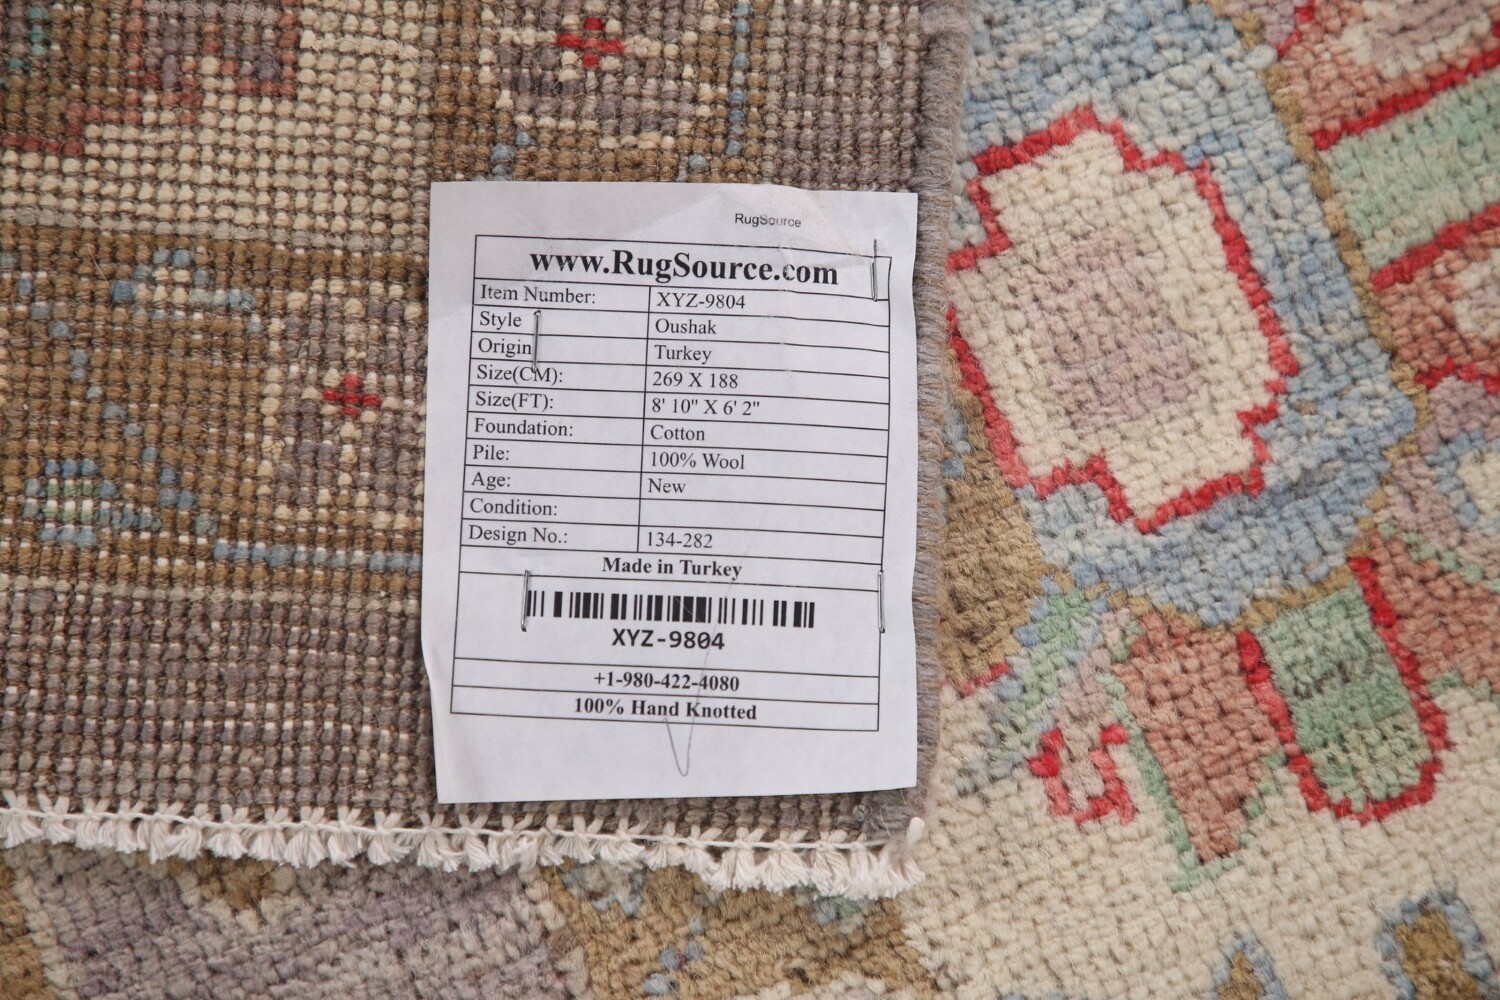 RugSource
www.RugSource.com
Item Number: XYZ-9804
Style Oushak
Origin Turkey
Size(CM): 269 X 188
Size(FT): 8' 10" X 6' 2"
Foundation: Cotton
Pile: 100% Wool
Age: New
Condition:
Design No.: 134-282
Made in Turkey
XYZ-9804
+1-980-422-4080
100% Hand Knotted